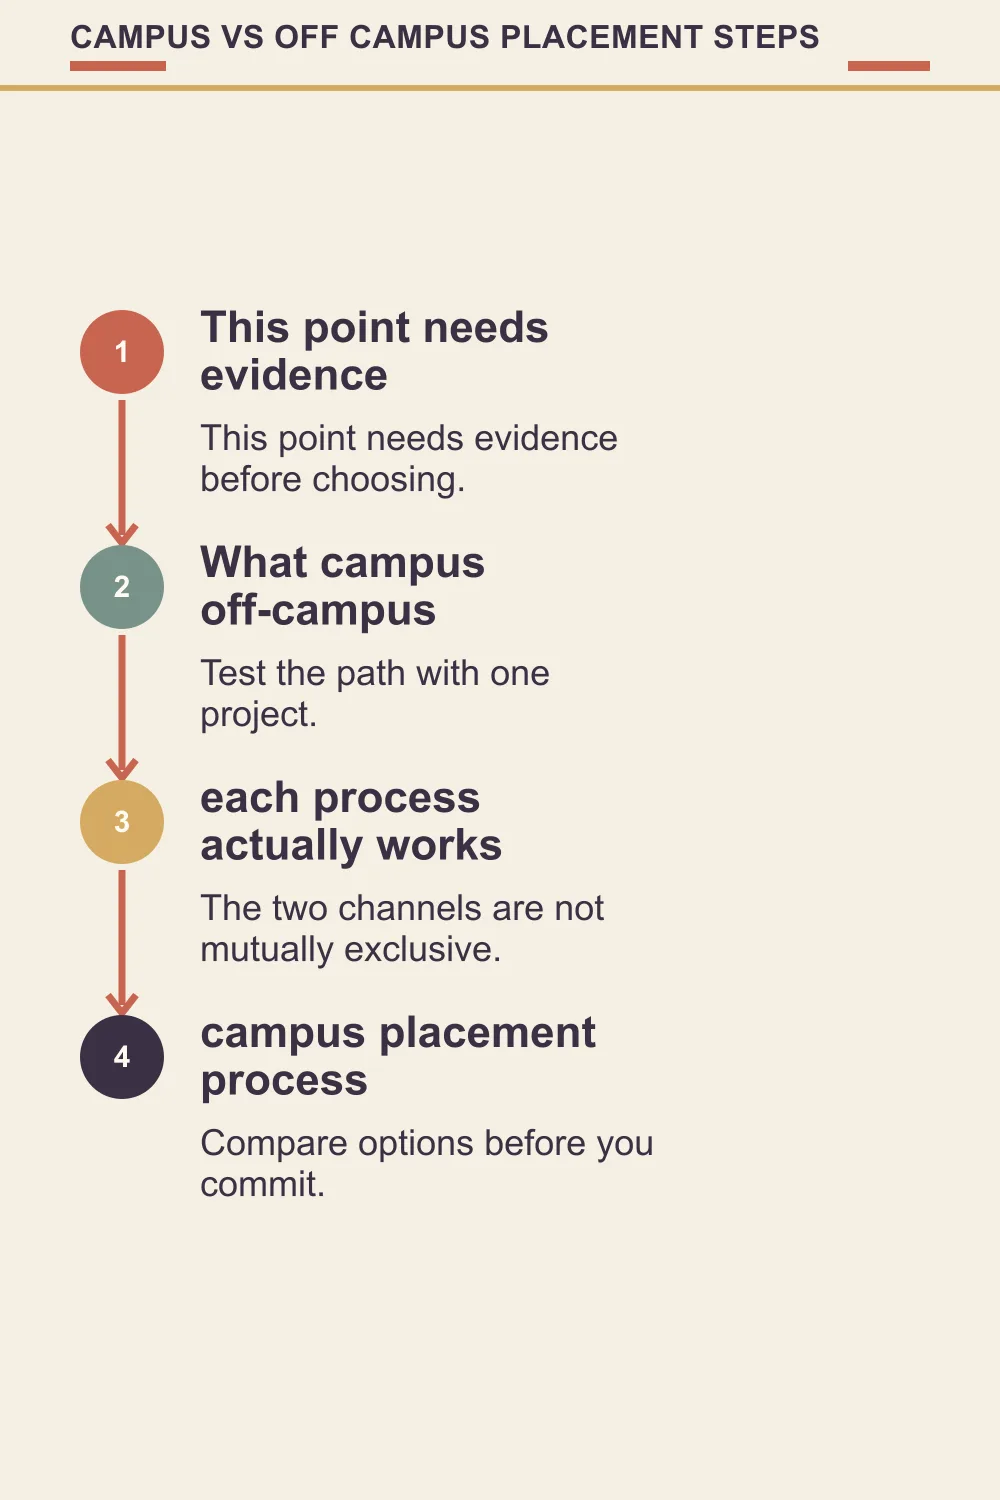 CAMPUS VS OFF CAMPUS PLACEMENT STEPS
1
This point needs
evidence
This point needs evidence
before choosing.
2
What campus
off-campus
Test the path with one
project.
3
each process
actually works
The two channels are not
mutually exclusive.
4
campus placement
process
Compare options before you
commit.